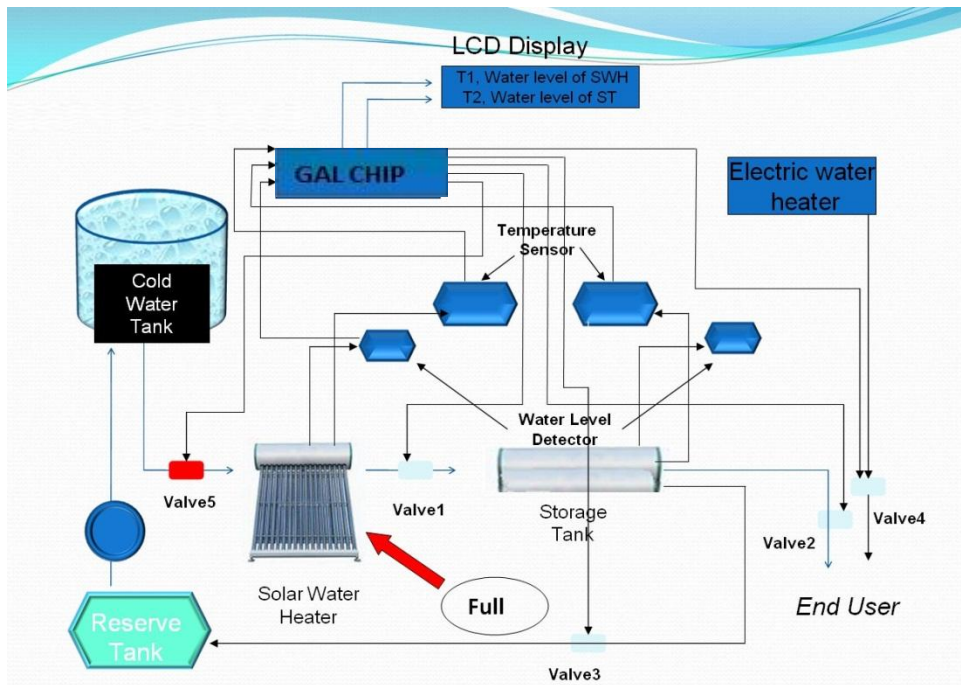 LCD Display
T1, Water level of SWH
T2, Water level of ST
GAL CHIP
Electric water
heater
Temperature
Sensor
Cold
Water
Tank
Water Level
Detector
Valve5
Valve1
Storage
Tank
Valve2
Valve4
Solar Water
Heater
Full
End User
Reserve
Tank
Valve3